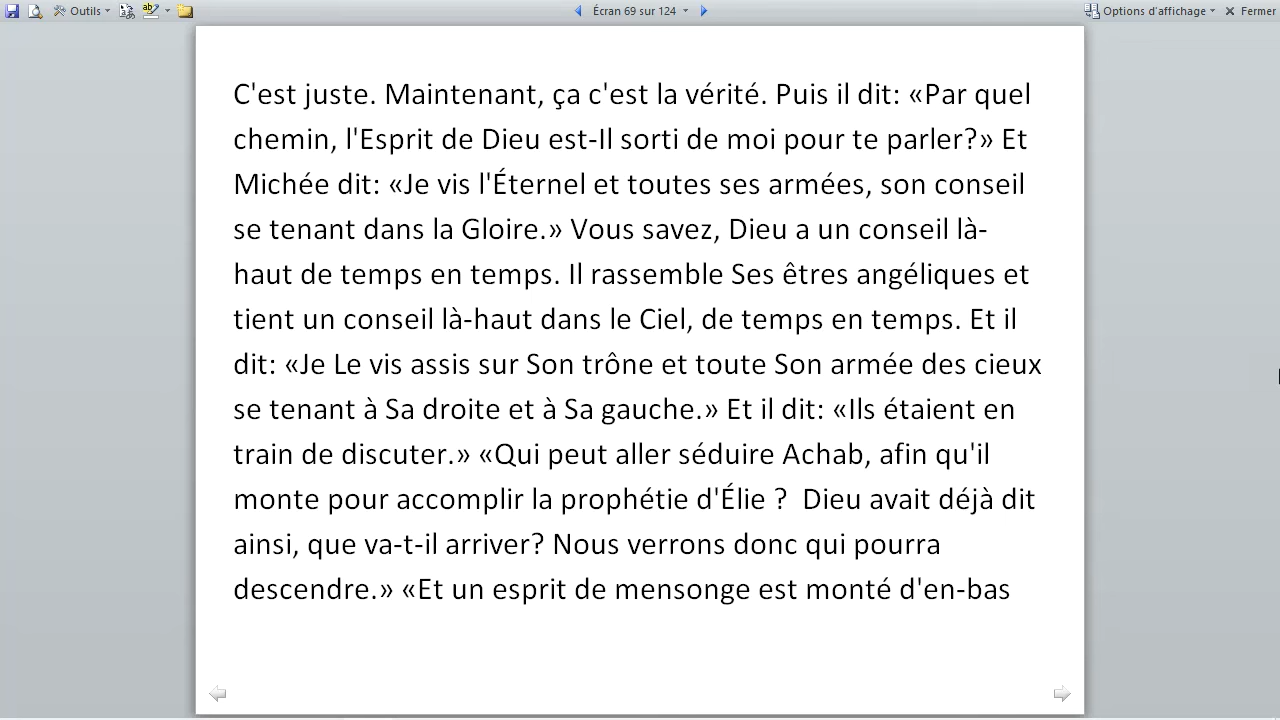 Outils
Écran 69 sur 124
Options d'affichage
Fermer
C'est juste. Maintenant, ça c'est la vérité. Puis il dit: «Par quel
chemin, l'Esprit de Dieu est-Il sorti de moi pour te parler?» Et
Michée dit: «Je vis l'Éternel et toutes ses armées, son conseil
se tenant dans la Gloire.» Vous savez, Dieu a un conseil là-
haut de temps en temps. Il rassemble Ses êtres angéliques et
tient un conseil là-haut dans le Ciel, de temps en temps. Et il
dit: «Je Le vis assis sur Son trône et toute Son armée des cieux
se tenant à Sa droite et à Sa gauche.» Et il dit: «Ils étaient en
train de discuter.» «Qui peut aller séduire Achab, afin qu'il
monte pour accomplir la prophétie d'Élie ?  Dieu avait déjà dit
ainsi, que va-t-il arriver? Nous verrons donc qui pourra
descendre.» «Et un esprit de mensonge est monté d'en-bas